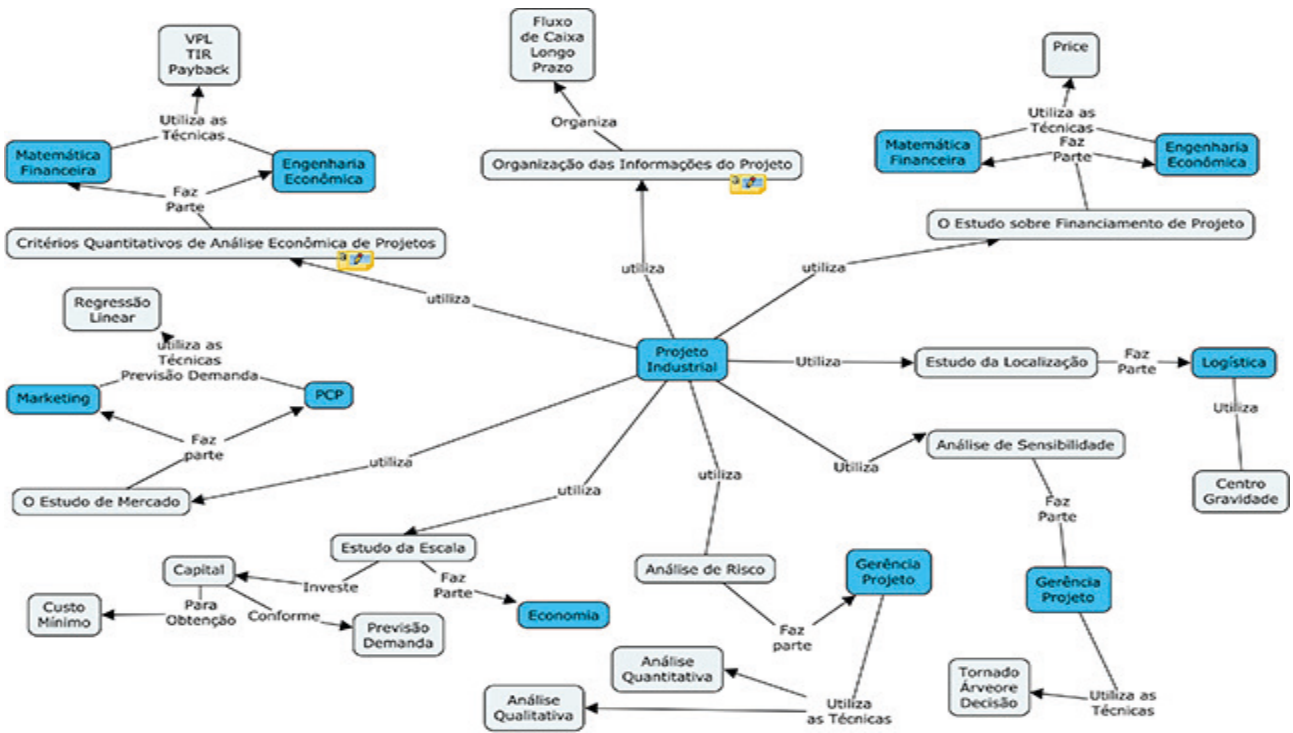 VPL
TIR
Payback
Utiliza as
Técnicas
Matemática
Financeira
Engenharia
Econômica
Faz
Parte
Critérios Quantitativos de Análise Econômica de Projetos
utiliza
Fluxo
de Caixa
Longo
Prazo
Organiza
Organização das Informações do Projeto
utiliza
Price
Utiliza as
Técnicas
Matemática
Financeira
Faz
Parte
Engenharia
Econômica
O Estudo sobre Financiamento de Projeto
utiliza
Regressão
Linear
utiliza as
Técnicas
Previsão Demanda
Marketing
PCP
Faz
parte
O Estudo de Mercado
utiliza
Projeto
Industrial
Utiliza
Estudo da Localização
Faz
Parte
Logística
Utiliza
Centro
Gravidade
Utiliza
Análise de Sensibilidade
Faz
Parte
Gerência
Projeto
Utiliza as
Técnicas
Tornado
Árveore
Decisão
utiliza
Estudo da Escala
Investe
Capital
Para
Obtenção
Custo
Mínimo
Conforme
Previsão
Demanda
Faz
Parte
Economia
utiliza
Análise de Risco
Faz
parte
Gerência
Projeto
Utiliza
as Técnicas
Análise
Quantitativa
Análise
Qualitativa